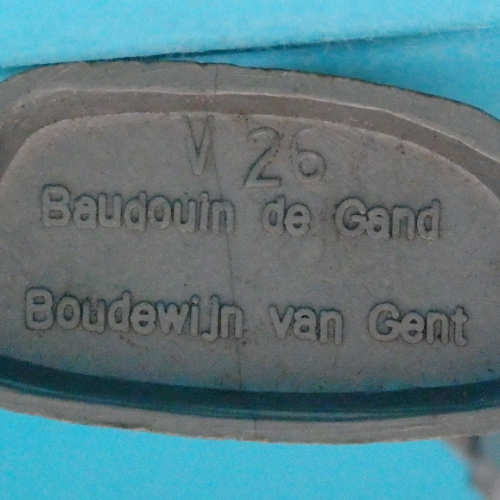 V 26
Baudouin de Gand
Boudewijn van Gent